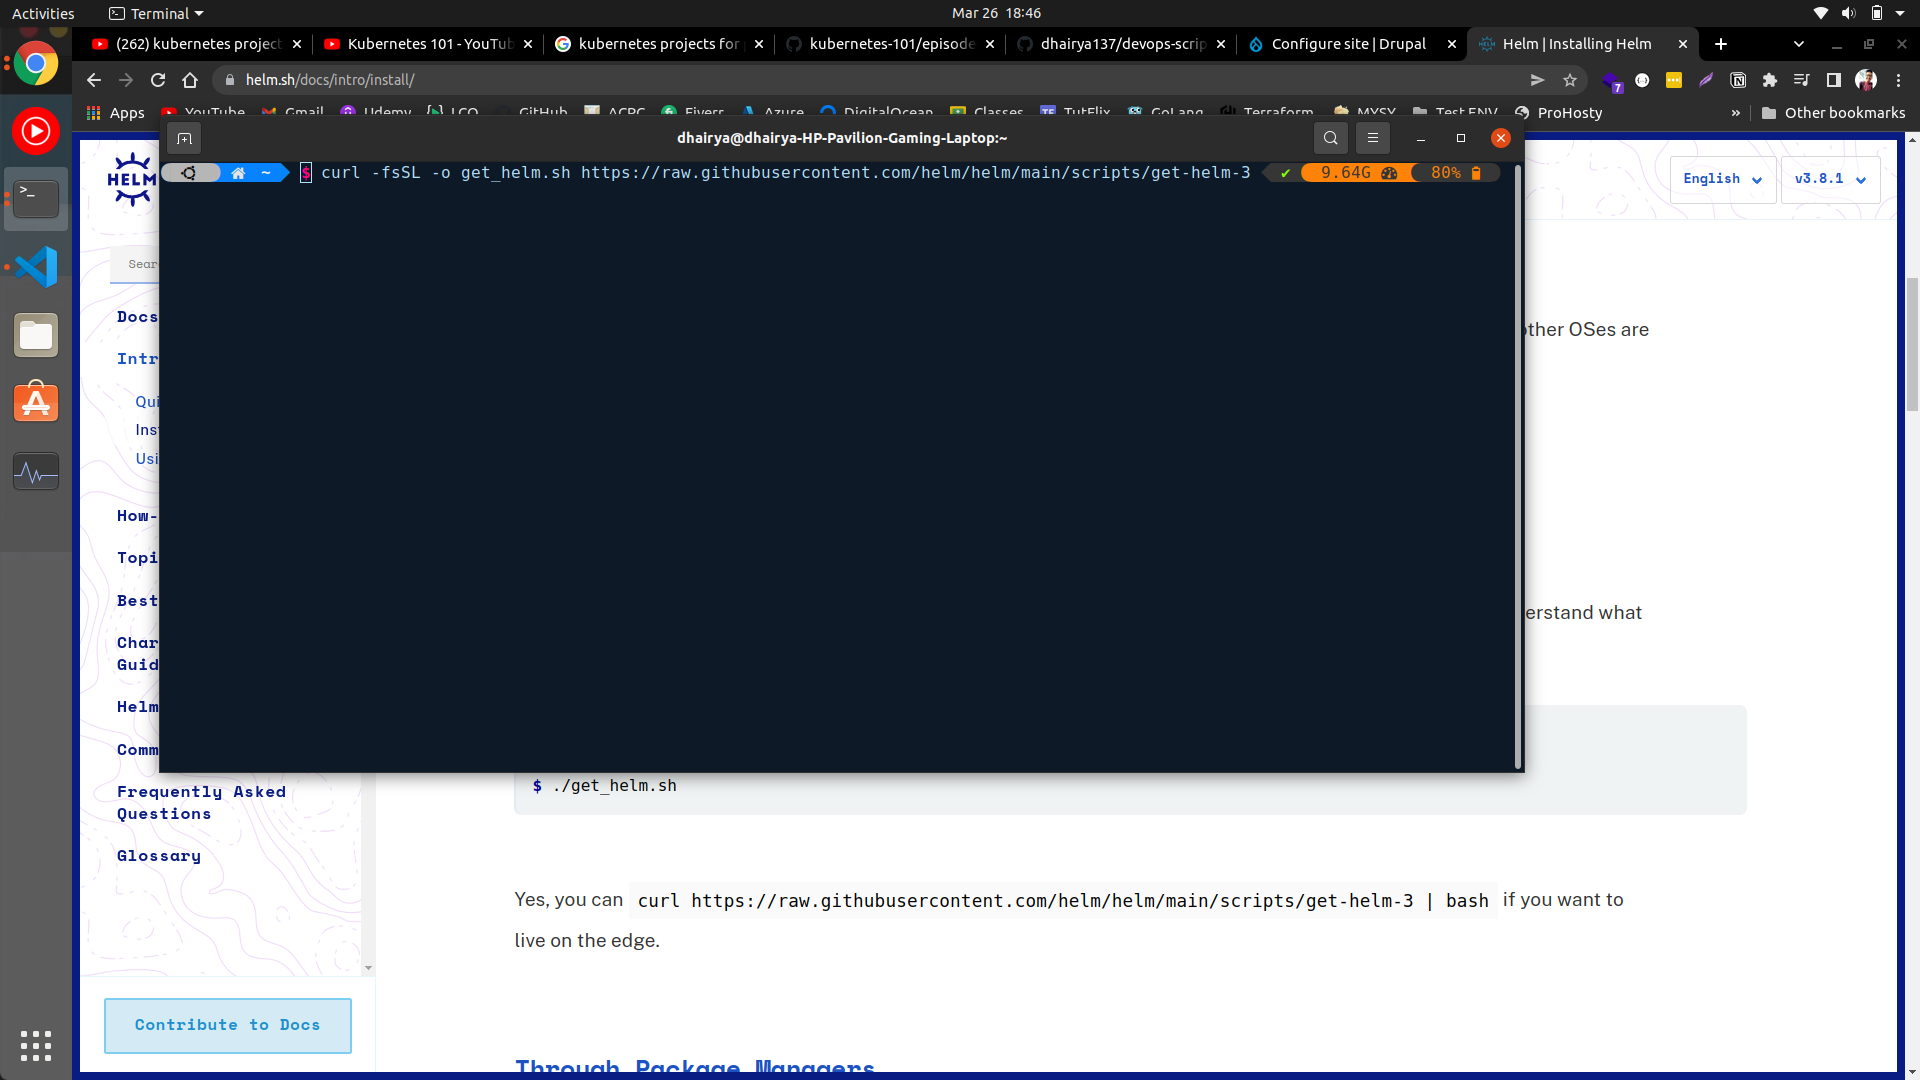 Activities
Terminal
Mar 26 18:46
(262) kubernetes project
Kubernetes 101 - YouTub
kubernetes projects for
kubernetes-101/episode
dhairya137/devops-scrip
Configure site | Drupal
Helm | Installing Helm
helm.sh/docs/intro/install/
7
Apps
YouTube
Gmail
Udemy
LCO
GitHub
ACPC
Fiverr
Azure
DigitalOcean
Classes
TutFlix
GoLang
Terraform
MYSY
Test ENV
ProHosty
»
Other bookmarks
dhairya@dhairya-HP-Pavilion-Gaming-Laptop:~
~ $ curl -fsSL -o get_helm.sh https://raw.githubusercontent.com/helm/helm/main/scripts/get-helm-3 ✔ 9.64G 80%
HELM
English
v3.8.1
Sear
Docs
Intr
Qui
Ins
Usi
How-
Topi
Best
Char
Guid
Helm
Comm
Frequently Asked
Questions
Glossary
Contribute to Docs
other OSes are
erstand what
$ ./get_helm.sh
Yes, you can curl https://raw.githubusercontent.com/helm/helm/main/scripts/get-helm-3 | bash if you want to
live on the edge.
Through Package Managers